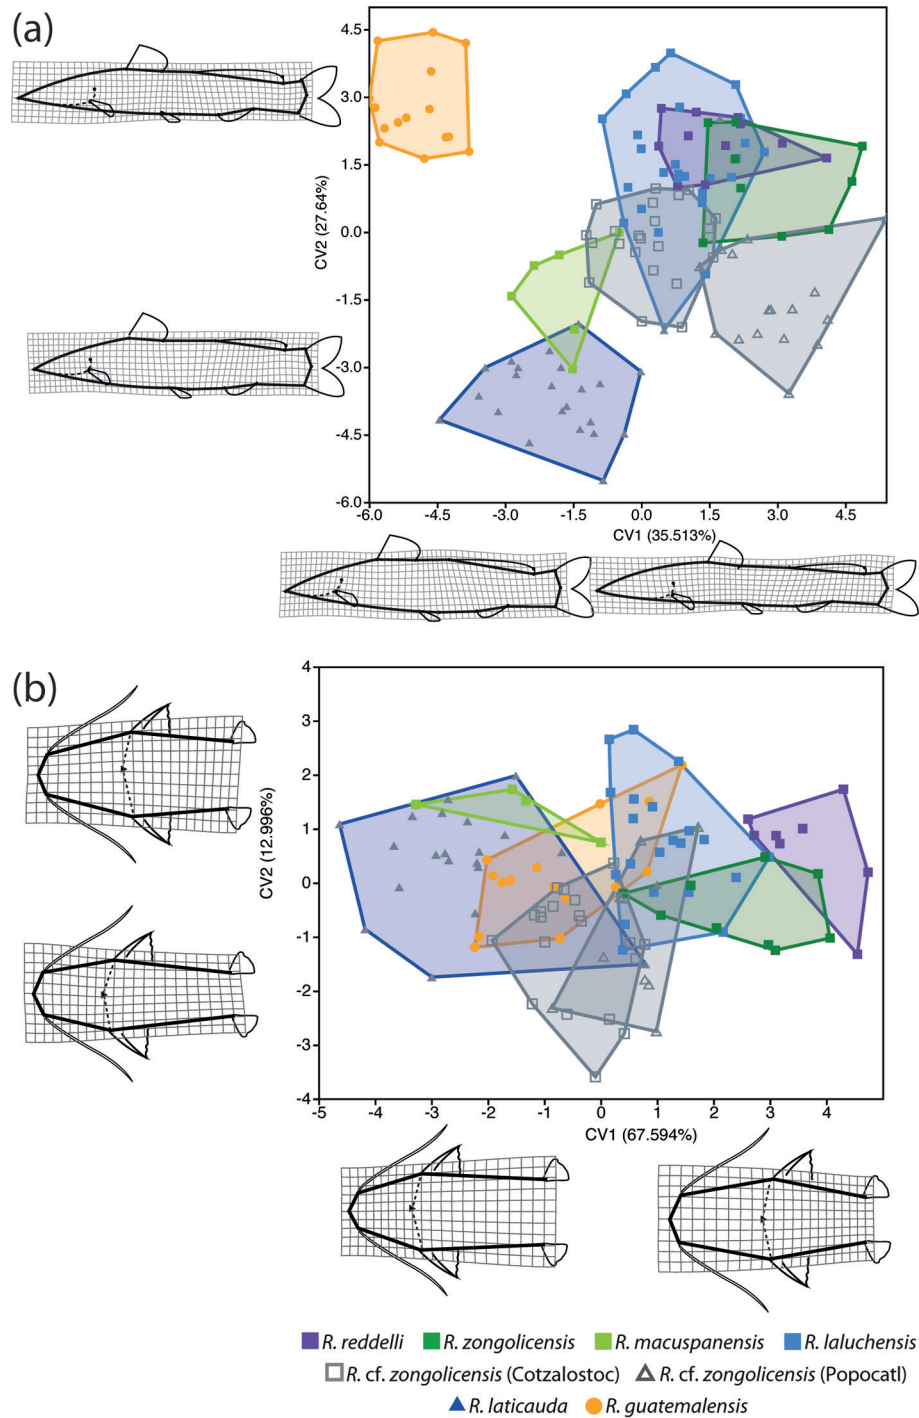 (a)
4.5
3.0
1.5
0.0
-1.5
-3.0
-4.5
-6.0
CV2 (27.64%)
-6.0 -4.5 -3.0 -1.5 0.0 1.5 3.0 4.5
CV1 (35.513%)
(b)
4
3
2
1
0
-1
-2
-3
-4
CV2 (12.996%)
-5 -4 -3 -2 -1 0 1 2 3 4
CV1 (67.594%)
R. reddelli R. zongolicensis R. macuspanensis R. laluchensis
R. cf. zongolicensis (Cotzalostoc) R. cf. zongolicensis (Popocatl)
R. laticauda R. guatemalensis